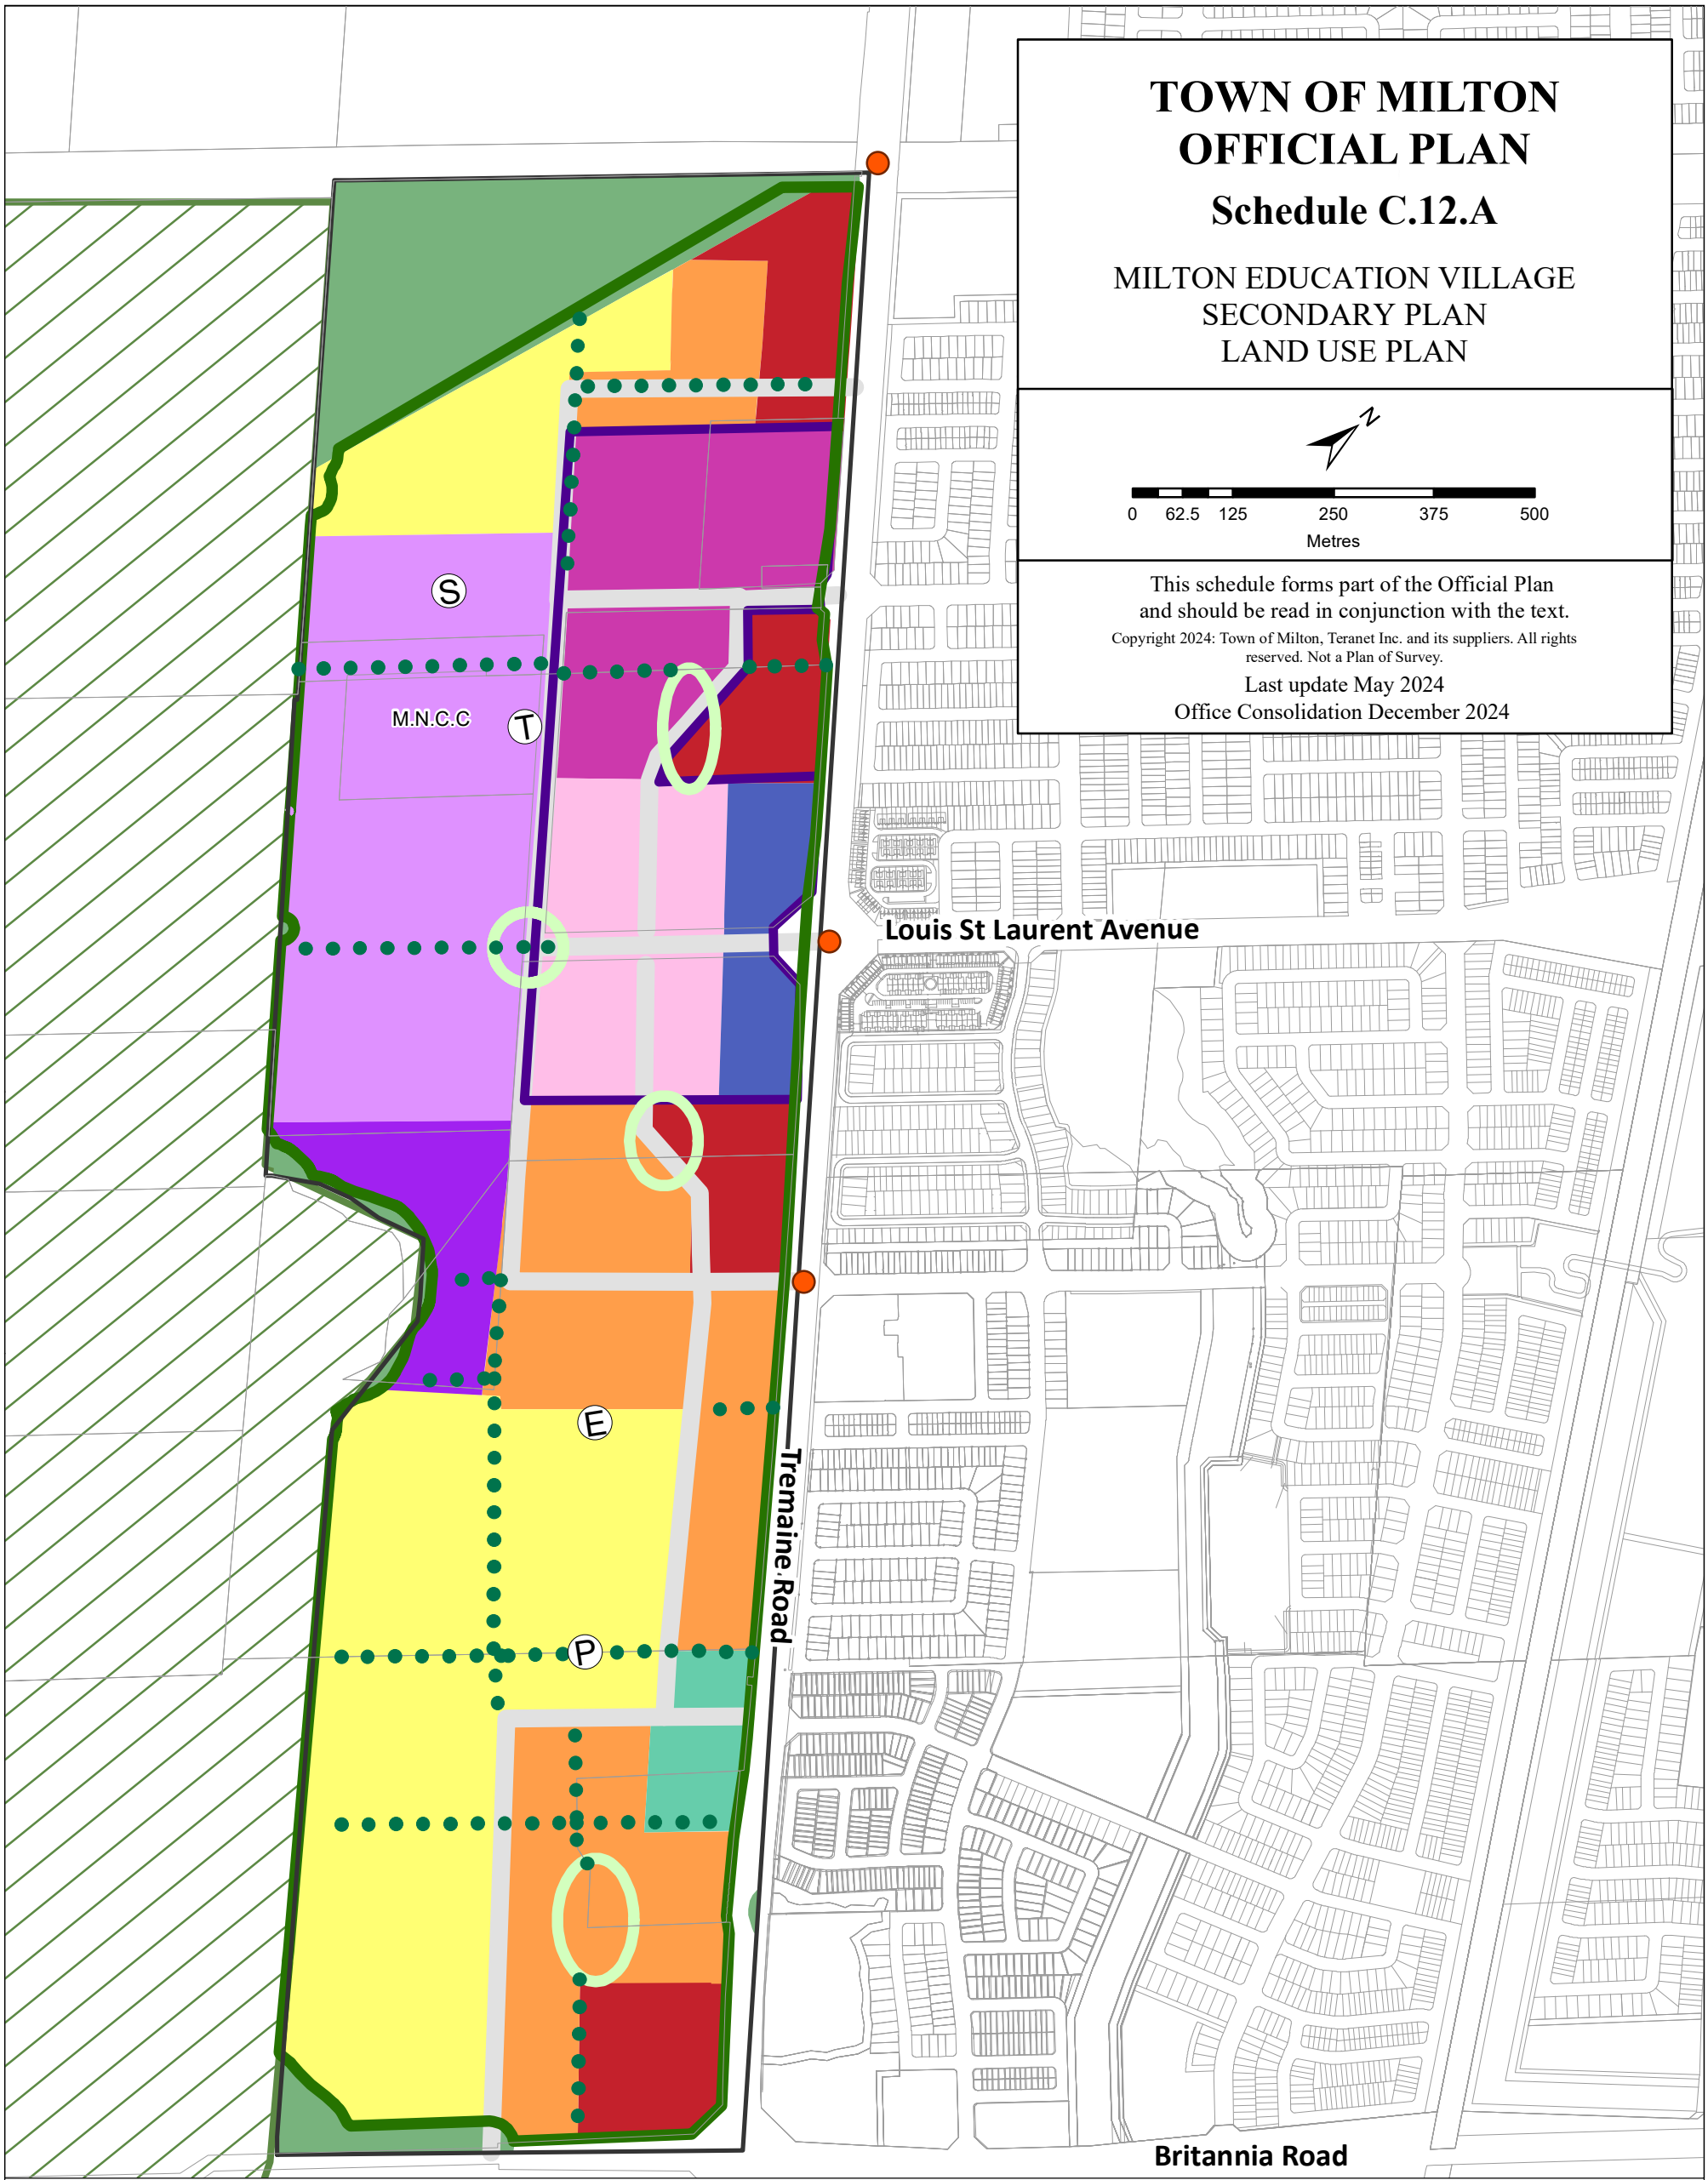 TOWN OF MILTON
OFFICIAL PLAN
Schedule C.12.A
MILTON EDUCATION VILLAGE
SECONDARY PLAN
LAND USE PLAN
N
0 62.5 125 250 375 500
Metres
This schedule forms part of the Official Plan
and should be read in conjunction with the text.
Copyright 2024: Town of Milton, Teranet Inc. and its suppliers. All rights
reserved. Not a Plan of Survey.
Last update May 2024
Office Consolidation December 2024
S
M.N.C.C
T
Louis St Laurent Avenue
E
Tremaine Road
P
Britannia Road